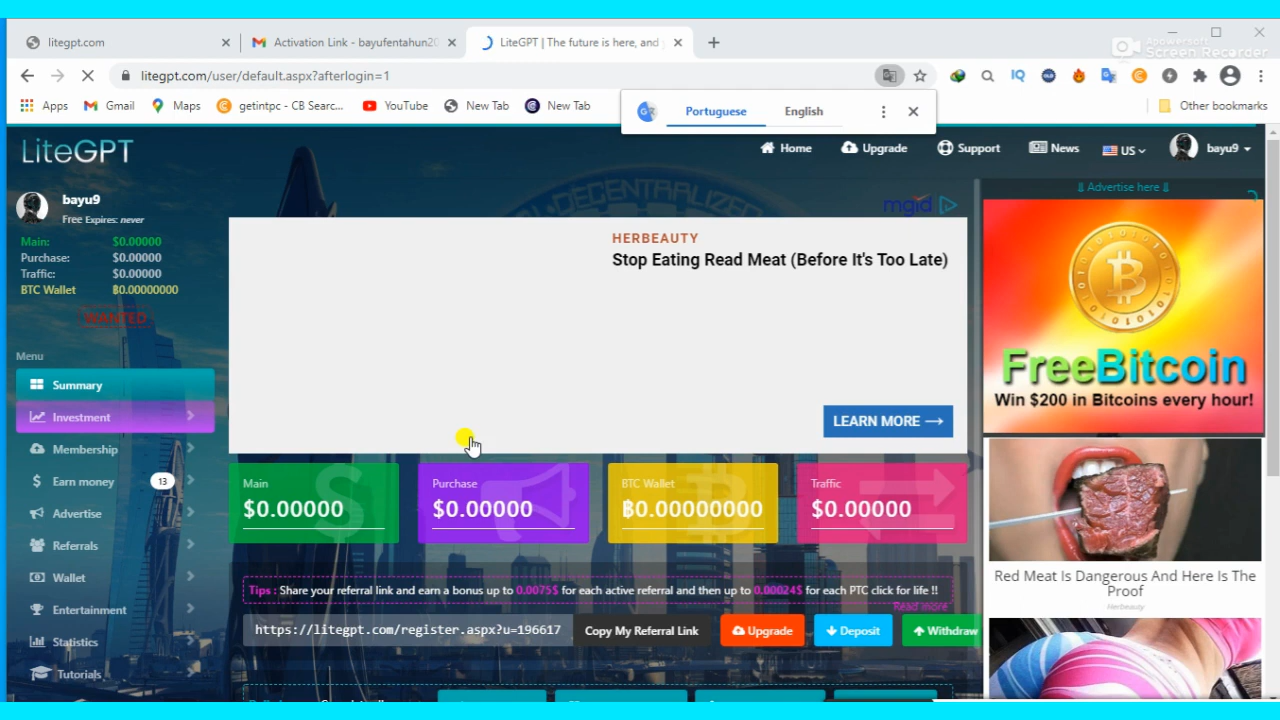 litegpt.com
Activation Link - bayufentahun20
LiteGPT | The future is here, and
Apowersoft
Screen Recorder
litegpt.com/user/default.aspx?afterlogin=1
Apps
Gmail
Maps
getintpc - CB Searc...
YouTube
New Tab
New Tab
Other bookmarks
Portuguese
English
LiteGPT
Home
Upgrade
Support
News
US
bayu9
bayu9
Free Expires: never
Main: $0.00000
Purchase: $0.00000
Traffic: $0.00000
BTC Wallet ฿0.00000000
WANTED
Menu
Summary
Investment
Membership
Earn money 13
Advertise
Referrals
Wallet
Entertainment
Statistics
Tutorials
DECENTRALIZED
mgid
HERBEAUTY
Stop Eating Read Meat (Before It's Too Late)
LEARN MORE
Main
$0.00000
Purchase
$0.00000
BTC Wallet
฿0.00000000
Traffic
$0.00000
Tips : Share your referral link and earn a bonus up to 0.0075$ for each active referral and then up to 0.00024$ for each PTC click for life !!
Read more
https://litegpt.com/register.aspx?u=196617
Copy My Referral Link
Upgrade
Deposit
Withdraw
Advertise here
FreeBitcoin
Win $200 in Bitcoins every hour!
Red Meat Is Dangerous And Here Is The
Proof
Herbeauty